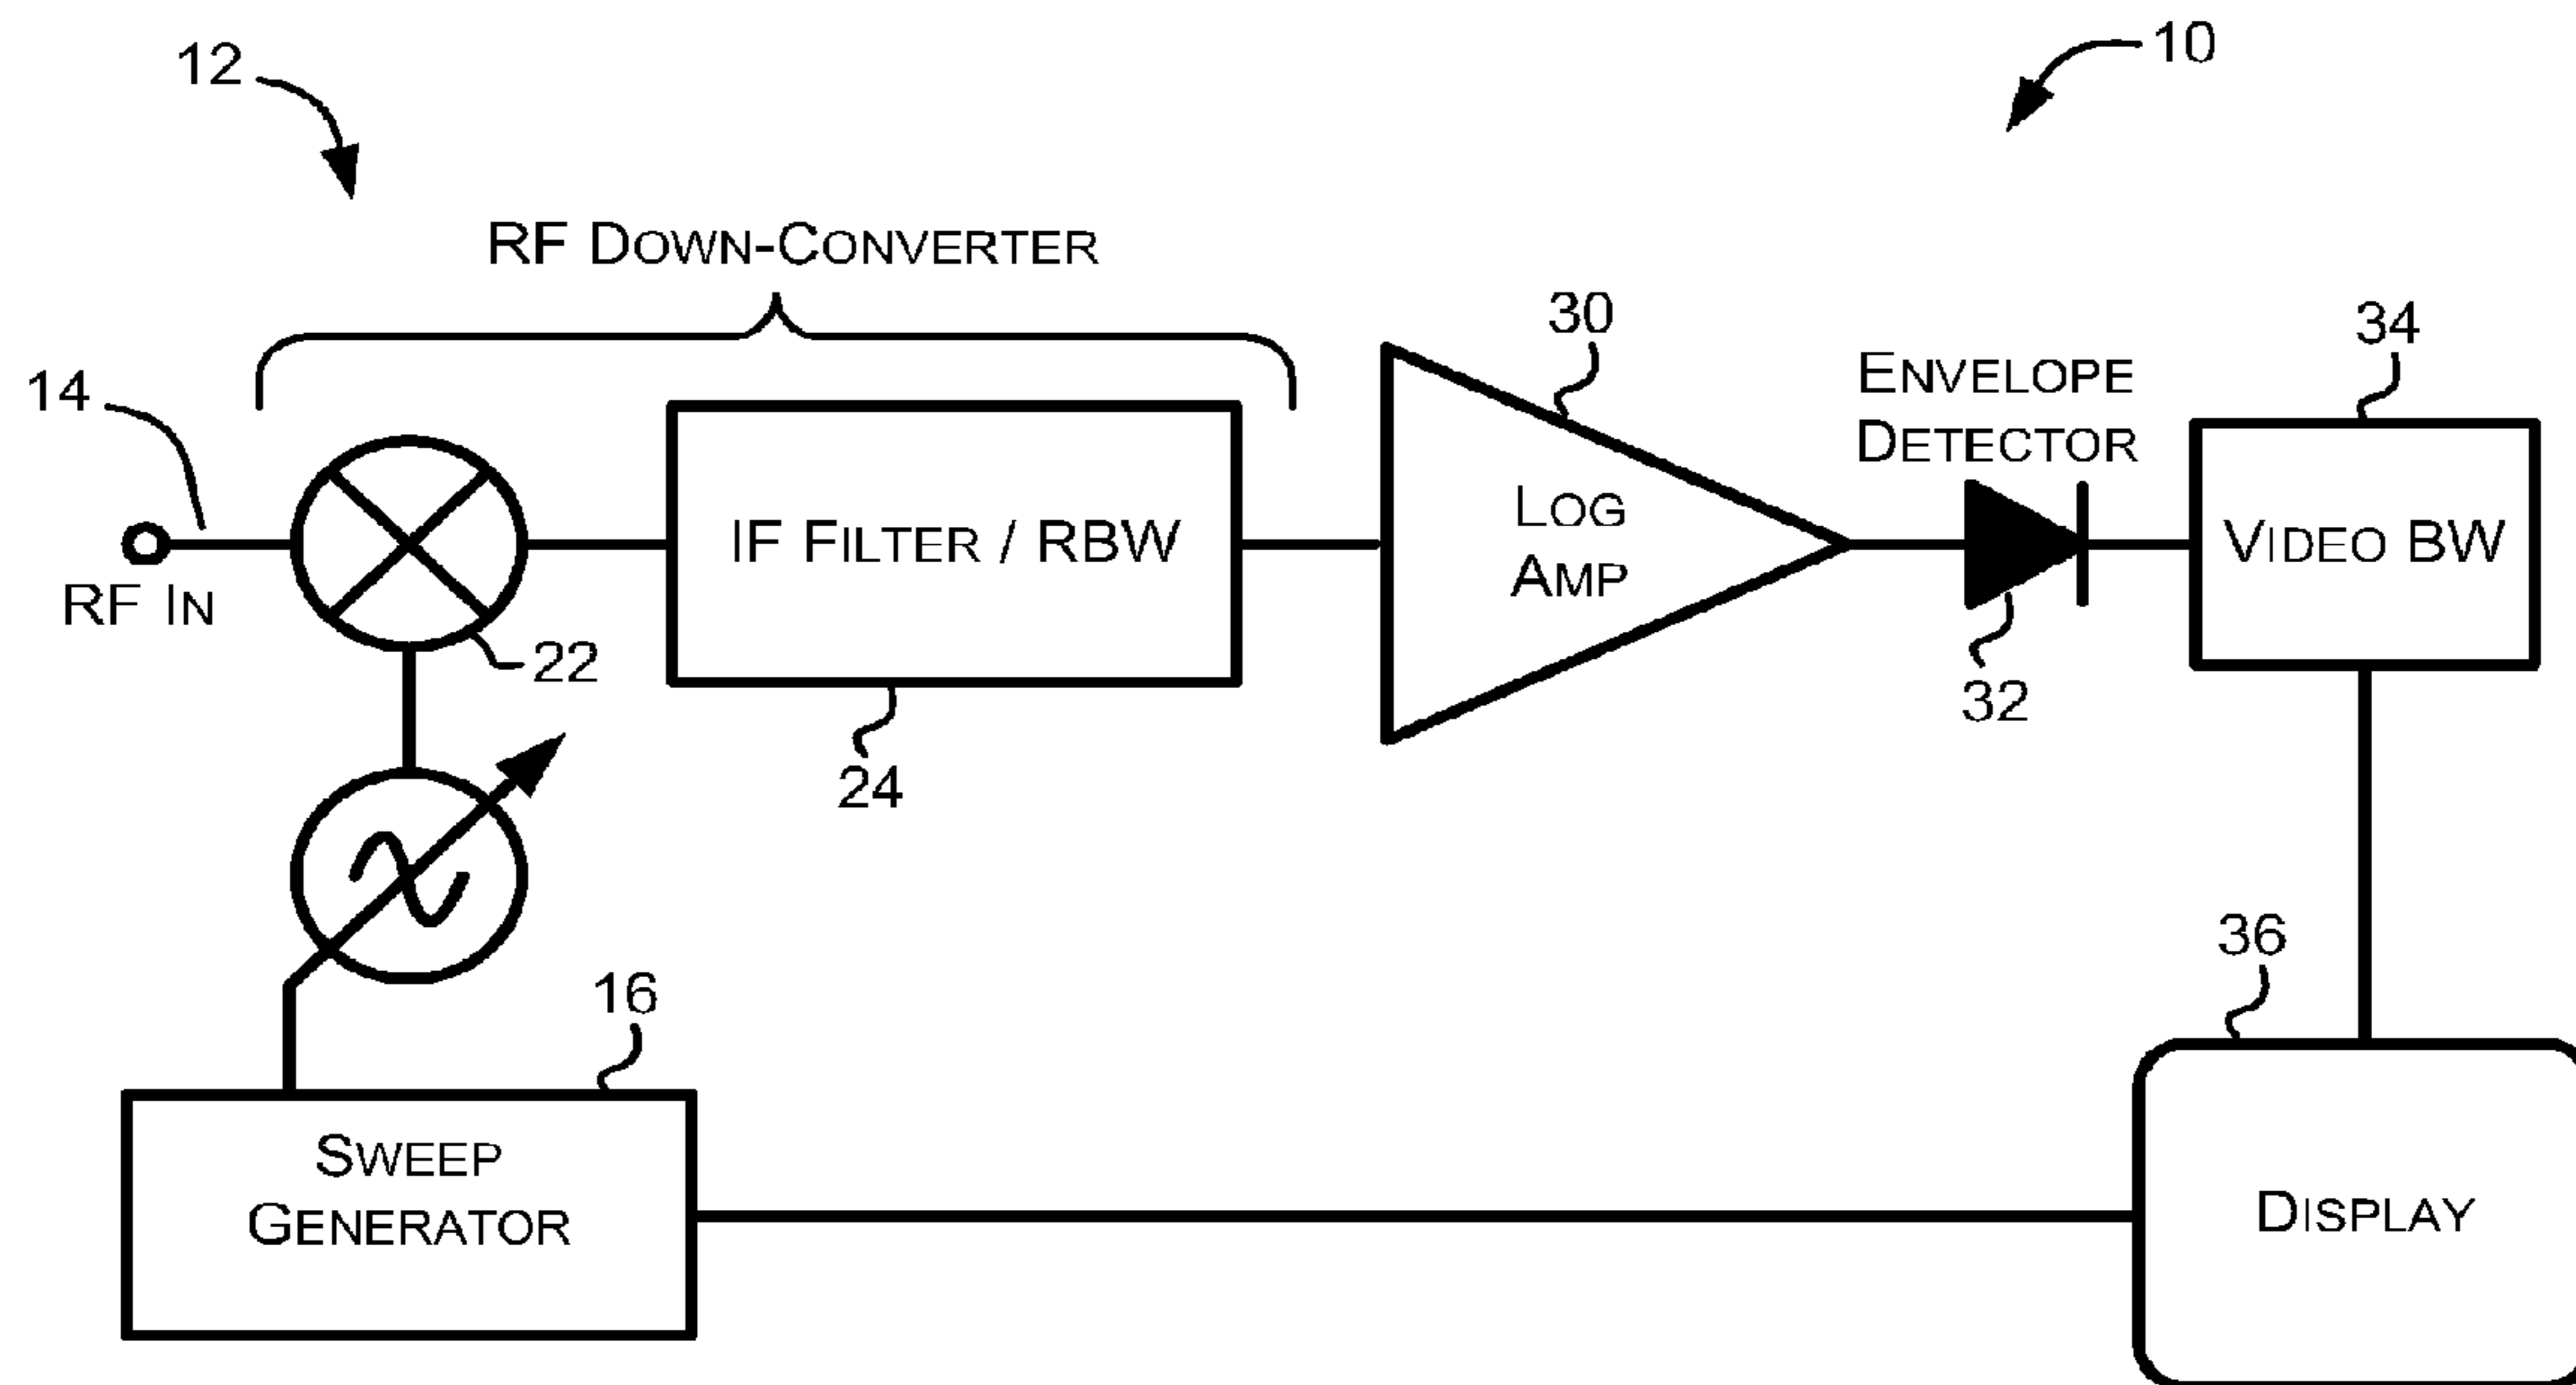 12
10
RF DOWN-CONVERTER
14
30
34
ENVELOPE
DETECTOR
RF IN
22
IF FILTER / RBW
24
LOG
AMP
32
VIDEO BW
16
36
SWEEP
GENERATOR
DISPLAY